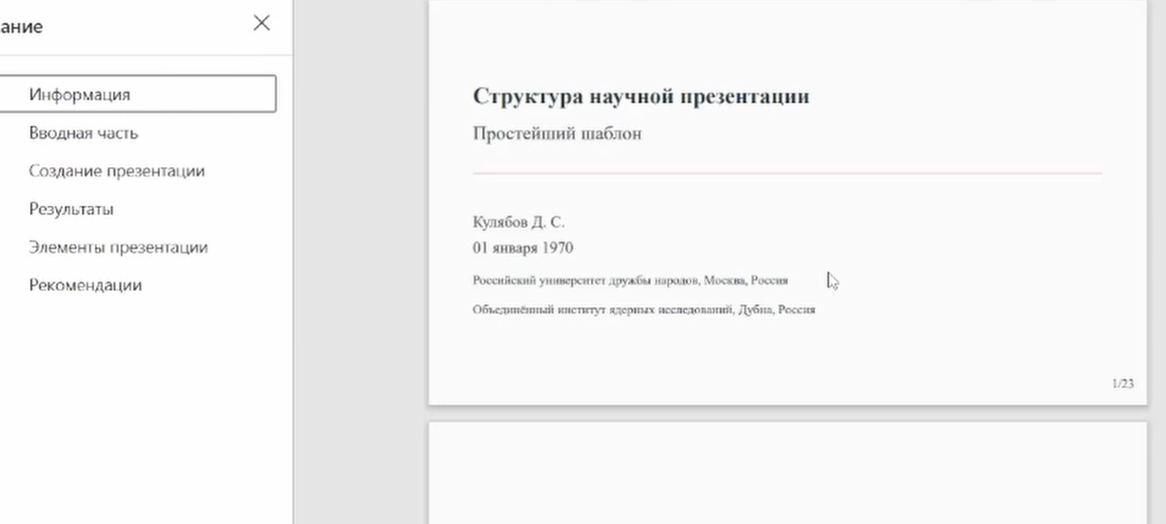 ание
Информация
Вводная часть
Создание презентации
Результаты
Элементы презентации
Рекомендации
Структура научной презентации
Простейший шаблон
Кулябов Д. С.
01 января 1970
Российский университет дружбы народов, Москва, Россия
Объединённый институт ядерных исследований, Дубна, Россия
1/23